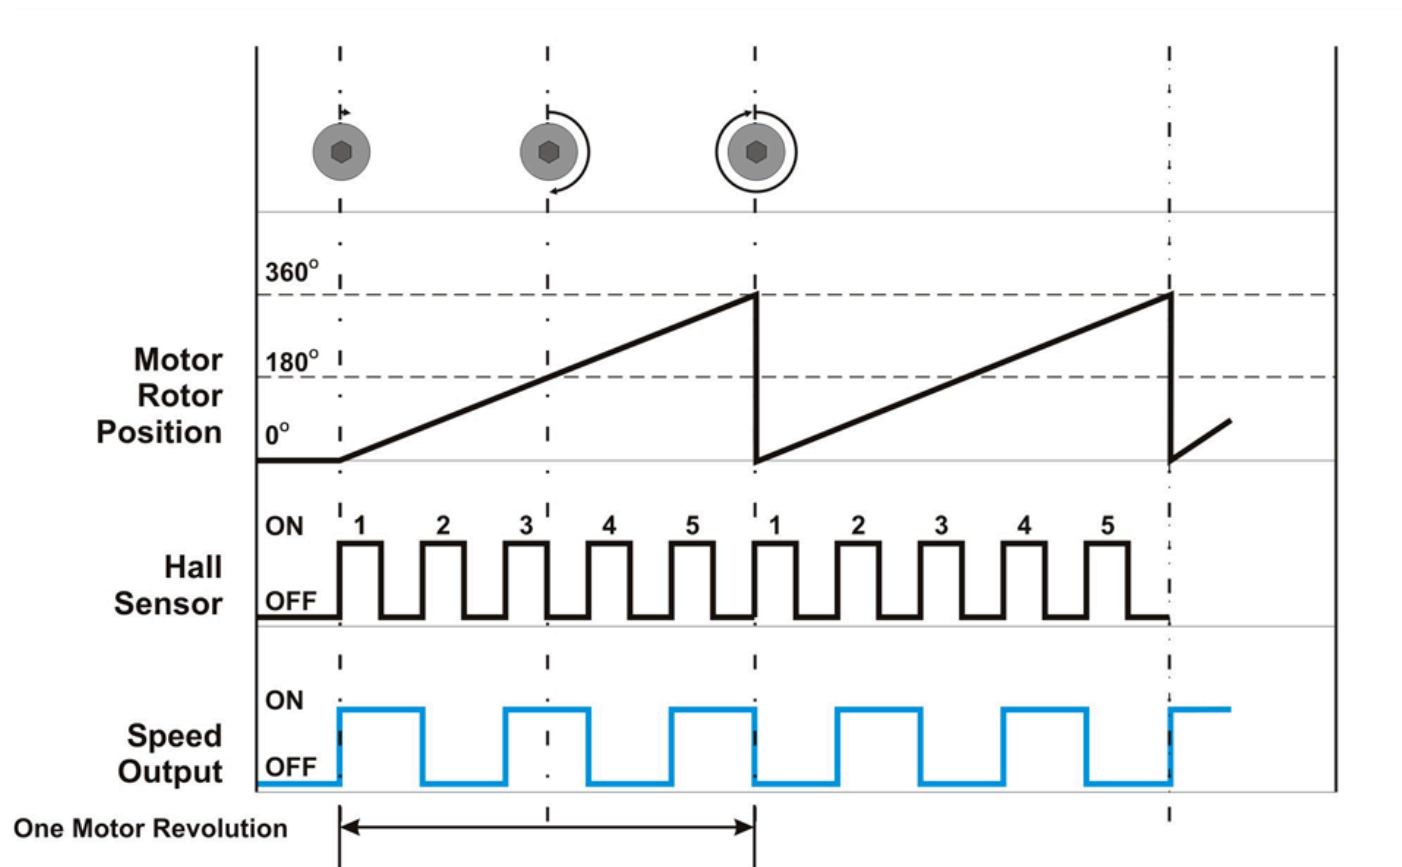 360°
Motor
Rotor
Position
180°
0°
ON
1 2 3 4 5 1 2 3 4 5
Hall
Sensor
OFF
ON
Speed
Output
OFF
One Motor Revolution